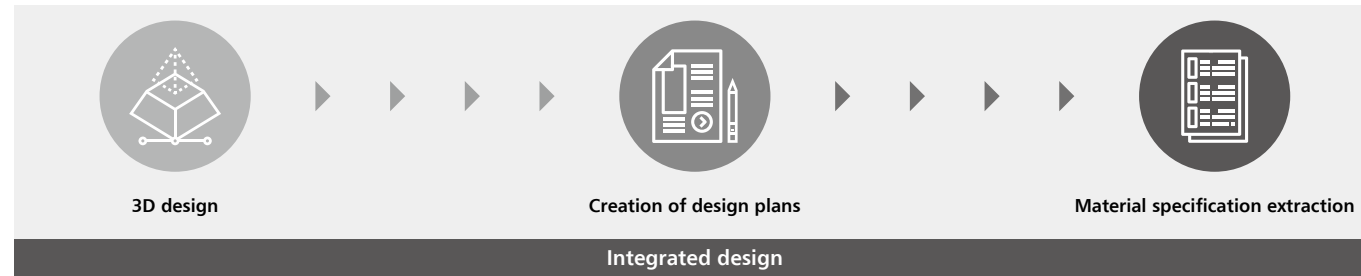 3D design
Creation of design plans
Material specification extraction
Integrated design